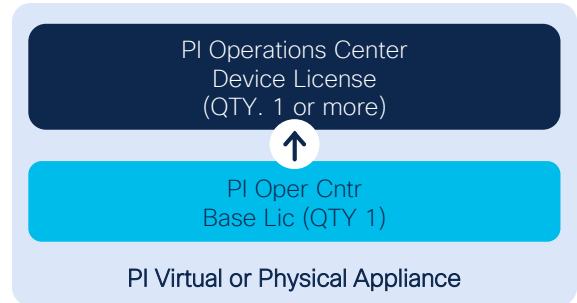 PI Operations Center
Device License
(QTY. 1 or more)
PI Oper Cntr
Base Lic (QTY 1)
PI Virtual or Physical Appliance